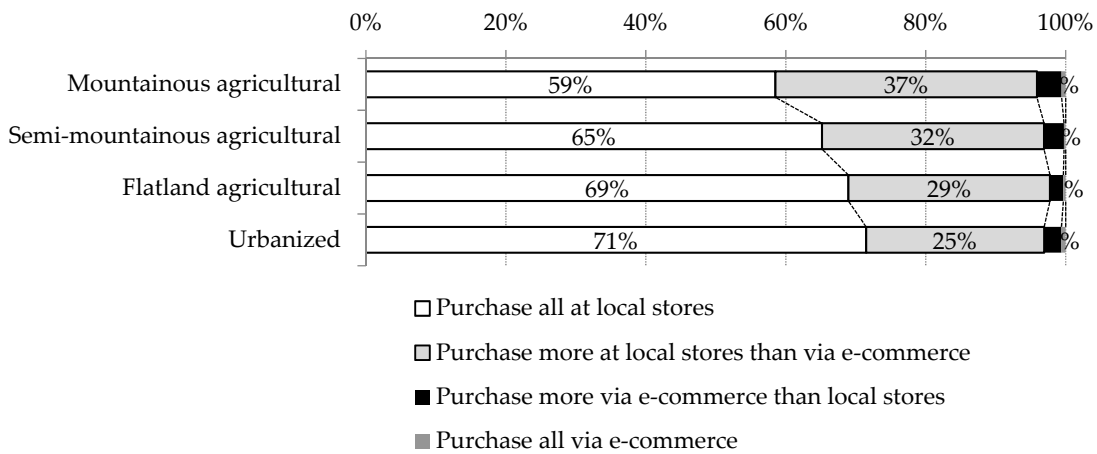 0% 20% 40% 60% 80% 100%
Mountainous agricultural 59% 37% %
Semi-mountainous agricultural 65% 32% %
Flatland agricultural 69% 29% %
Urbanized 71% 25% %
Purchase all at local stores
Purchase more at local stores than via e-commerce
Purchase more via e-commerce than local stores
Purchase all via e-commerce